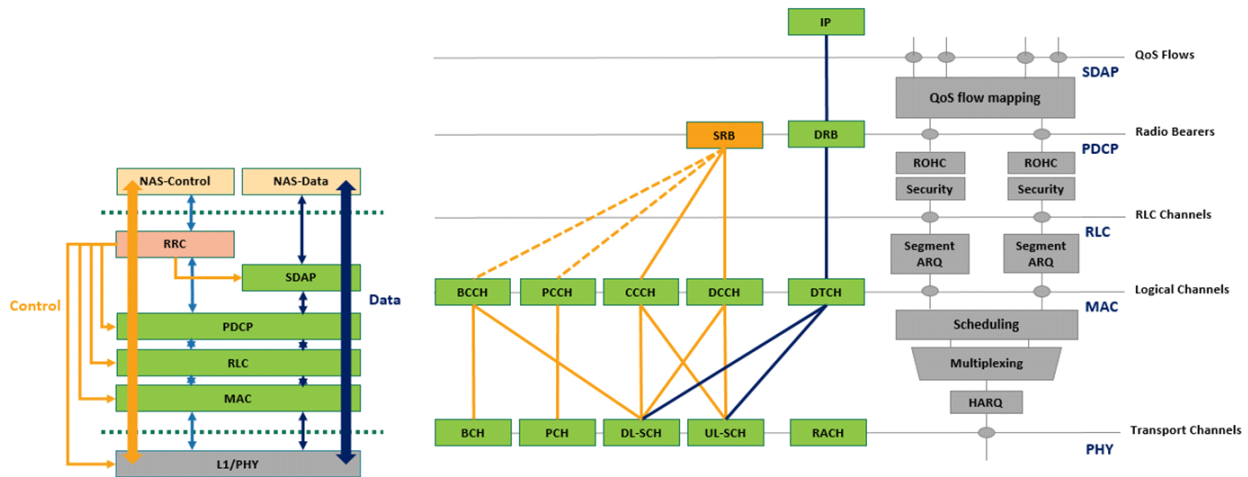 NAS-Control
NAS-Data
RRC
SDAP
Control
Data
PDCP
RLC
MAC
L1/PHY
IP
SRB
DRB
BCCH
PCCH
CCCH
DCCH
DTCH
BCH
PCH
DL-SCH
UL-SCH
RACH
QoS Flows
SDAP
QoS flow mapping
Radio Bearers
PDCP
ROHC
ROHC
Security
Security
RLC Channels
RLC
Segment
ARQ
Segment
ARQ
Logical Channels
MAC
Scheduling
Multiplexing
HARQ
Transport Channels
PHY